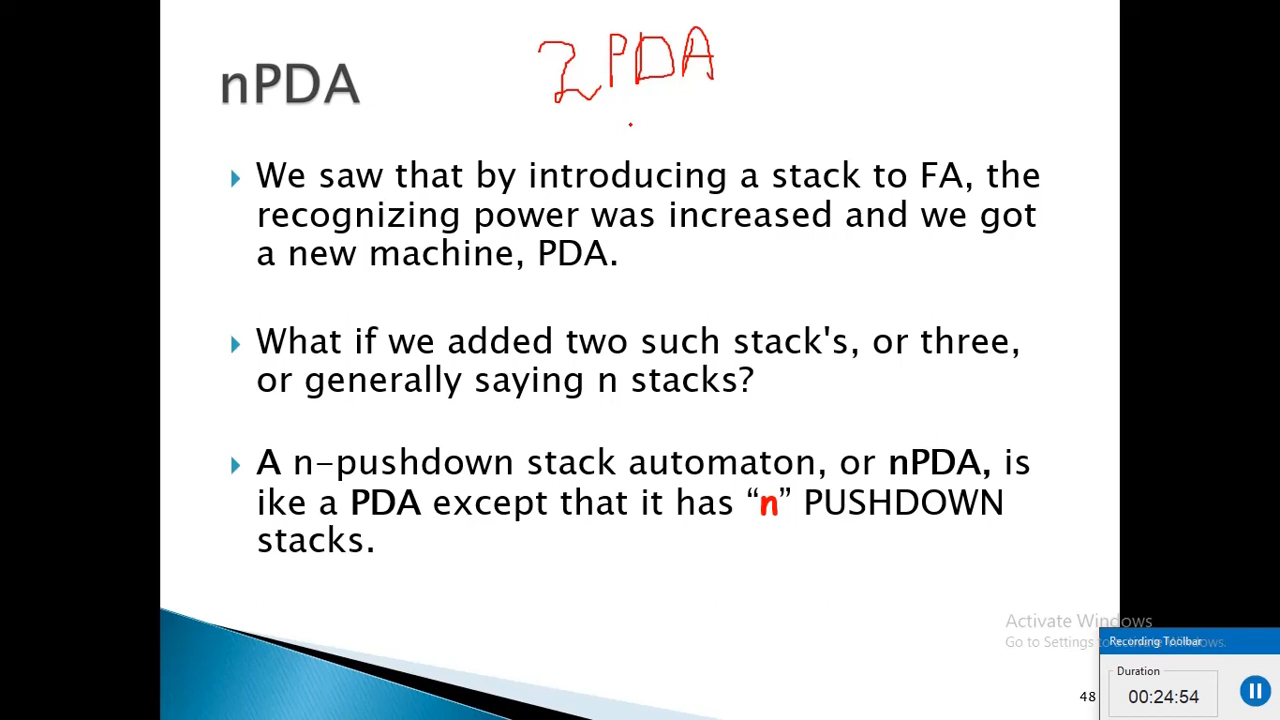 2PDA
nPDA
We saw that by introducing a stack to FA, the
recognizing power was increased and we got
a new machine, PDA.
What if we added two such stack's, or three,
or generally saying n stacks?
A n-pushdown stack automaton, or nPDA, is
ike a PDA except that it has “n” PUSHDOWN
stacks.
Activate Windows
Go to Settings to activate Windows.
Recording Toolbar
Duration
00:24:54
48